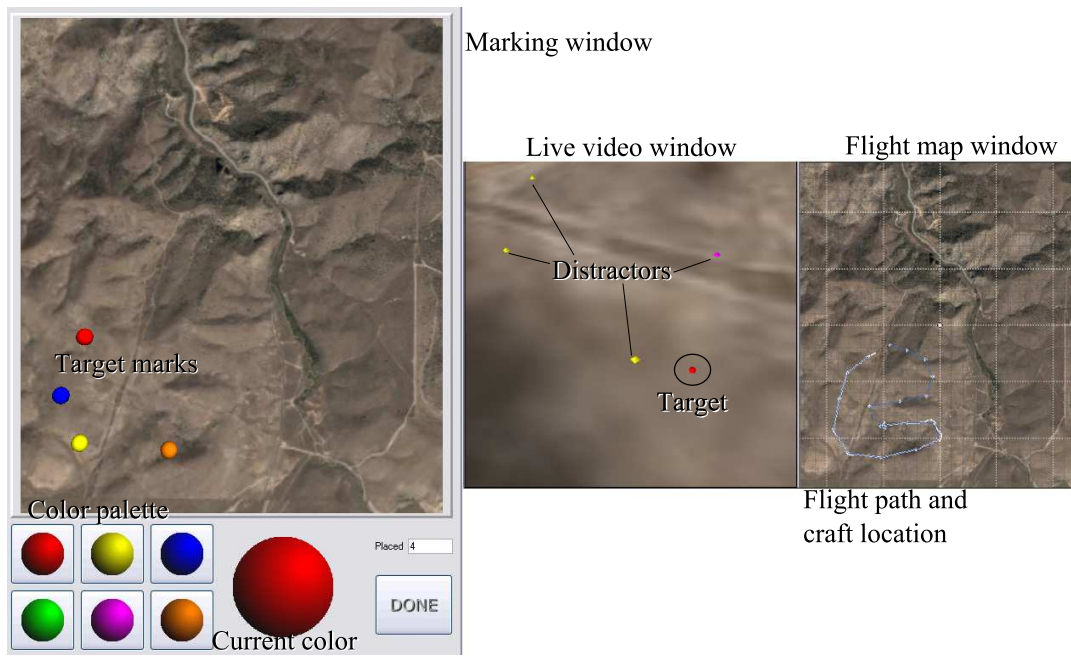 Marking window
Live video window
Flight map window
Distractors
Target
Target marks
Flight path and
craft location
Color palette
Placed 4
DONE
Current color